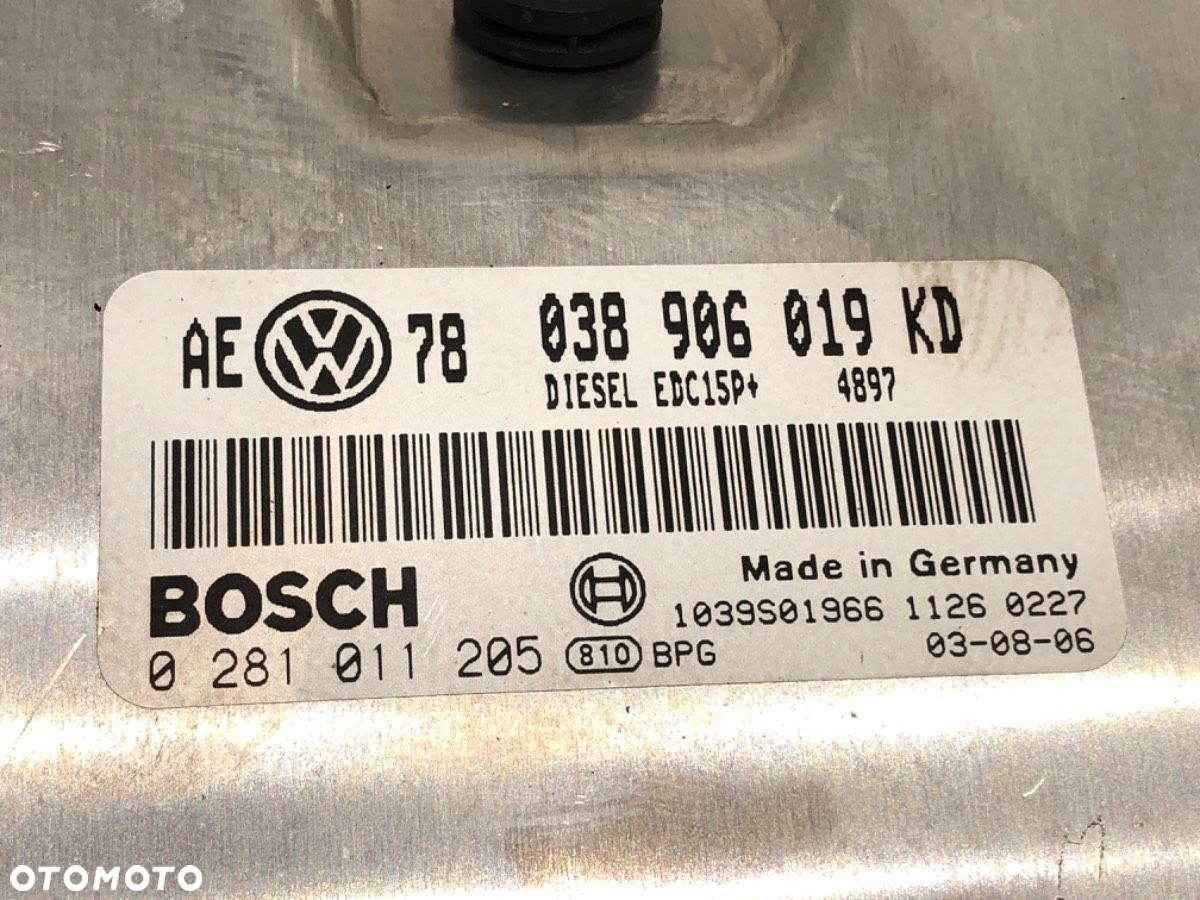 AE VW 78 038 906 019 KD
DIESEL EDC15P+ 4897
BOSCH
Made in Germany
1039S01966 1126 0227
0 281 011 205 810 BPG
03-08-06
OTOMOTO